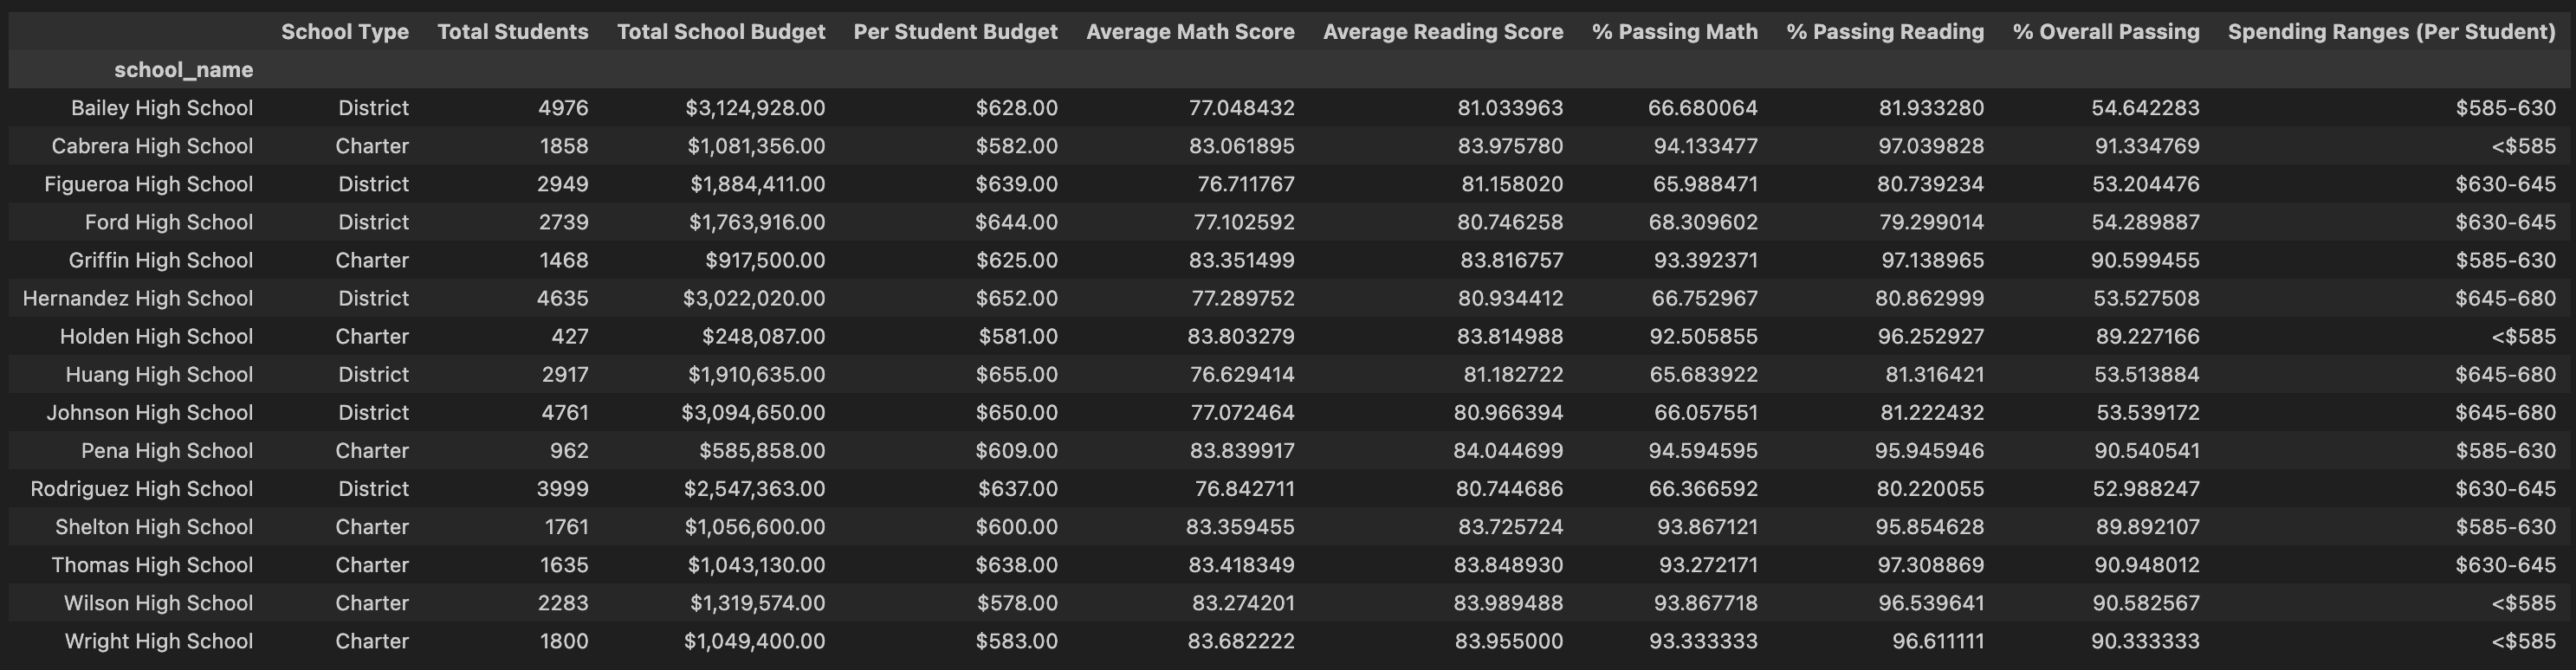 School Type Total Students Total School Budget Per Student Budget Average Math Score Average Reading Score % Passing Math % Passing Reading % Overall Passing Spending Ranges (Per Student)
school_name
Bailey High School District 4976 $3,124,928.00 $628.00 77.048432 81.033963 66.680064 81.933280 54.642283 $585-630
Cabrera High School Charter 1858 $1,081,356.00 $582.00 83.061895 83.975780 94.133477 97.039828 91.334769 <$585
Figueroa High School District 2949 $1,884,411.00 $639.00 76.711767 81.158020 65.988471 80.739234 53.204476 $630-645
Ford High School District 2739 $1,763,916.00 $644.00 77.102592 80.746258 68.309602 79.299014 54.289887 $630-645
Griffin High School Charter 1468 $917,500.00 $625.00 83.351499 83.816757 93.392371 97.138965 90.599455 $585-630
Hernandez High School District 4635 $3,022,020.00 $652.00 77.289752 80.934412 66.752967 80.862999 53.527508 $645-680
Holden High School Charter 427 $248,087.00 $581.00 83.803279 83.814988 92.505855 96.252927 89.227166 <$585
Huang High School District 2917 $1,910,635.00 $655.00 76.629414 81.182722 65.683922 81.316421 53.513884 $645-680
Johnson High School District 4761 $3,094,650.00 $650.00 77.072464 80.966394 66.057551 81.222432 53.539172 $645-680
Pena High School Charter 962 $585,858.00 $609.00 83.839917 84.044699 94.594595 95.945946 90.540541 $585-630
Rodriguez High School District 3999 $2,547,363.00 $637.00 76.842711 80.744686 66.366592 80.220055 52.988247 $630-645
Shelton High School Charter 1761 $1,056,600.00 $600.00 83.359455 83.725724 93.867121 95.854628 89.892107 $585-630
Thomas High School Charter 1635 $1,043,130.00 $638.00 83.418349 83.848930 93.272171 97.308869 90.948012 $630-645
Wilson High School Charter 2283 $1,319,574.00 $578.00 83.274201 83.989488 93.867718 96.539641 90.582567 <$585
Wright High School Charter 1800 $1,049,400.00 $583.00 83.682222 83.955000 93.333333 96.611111 90.333333 <$585